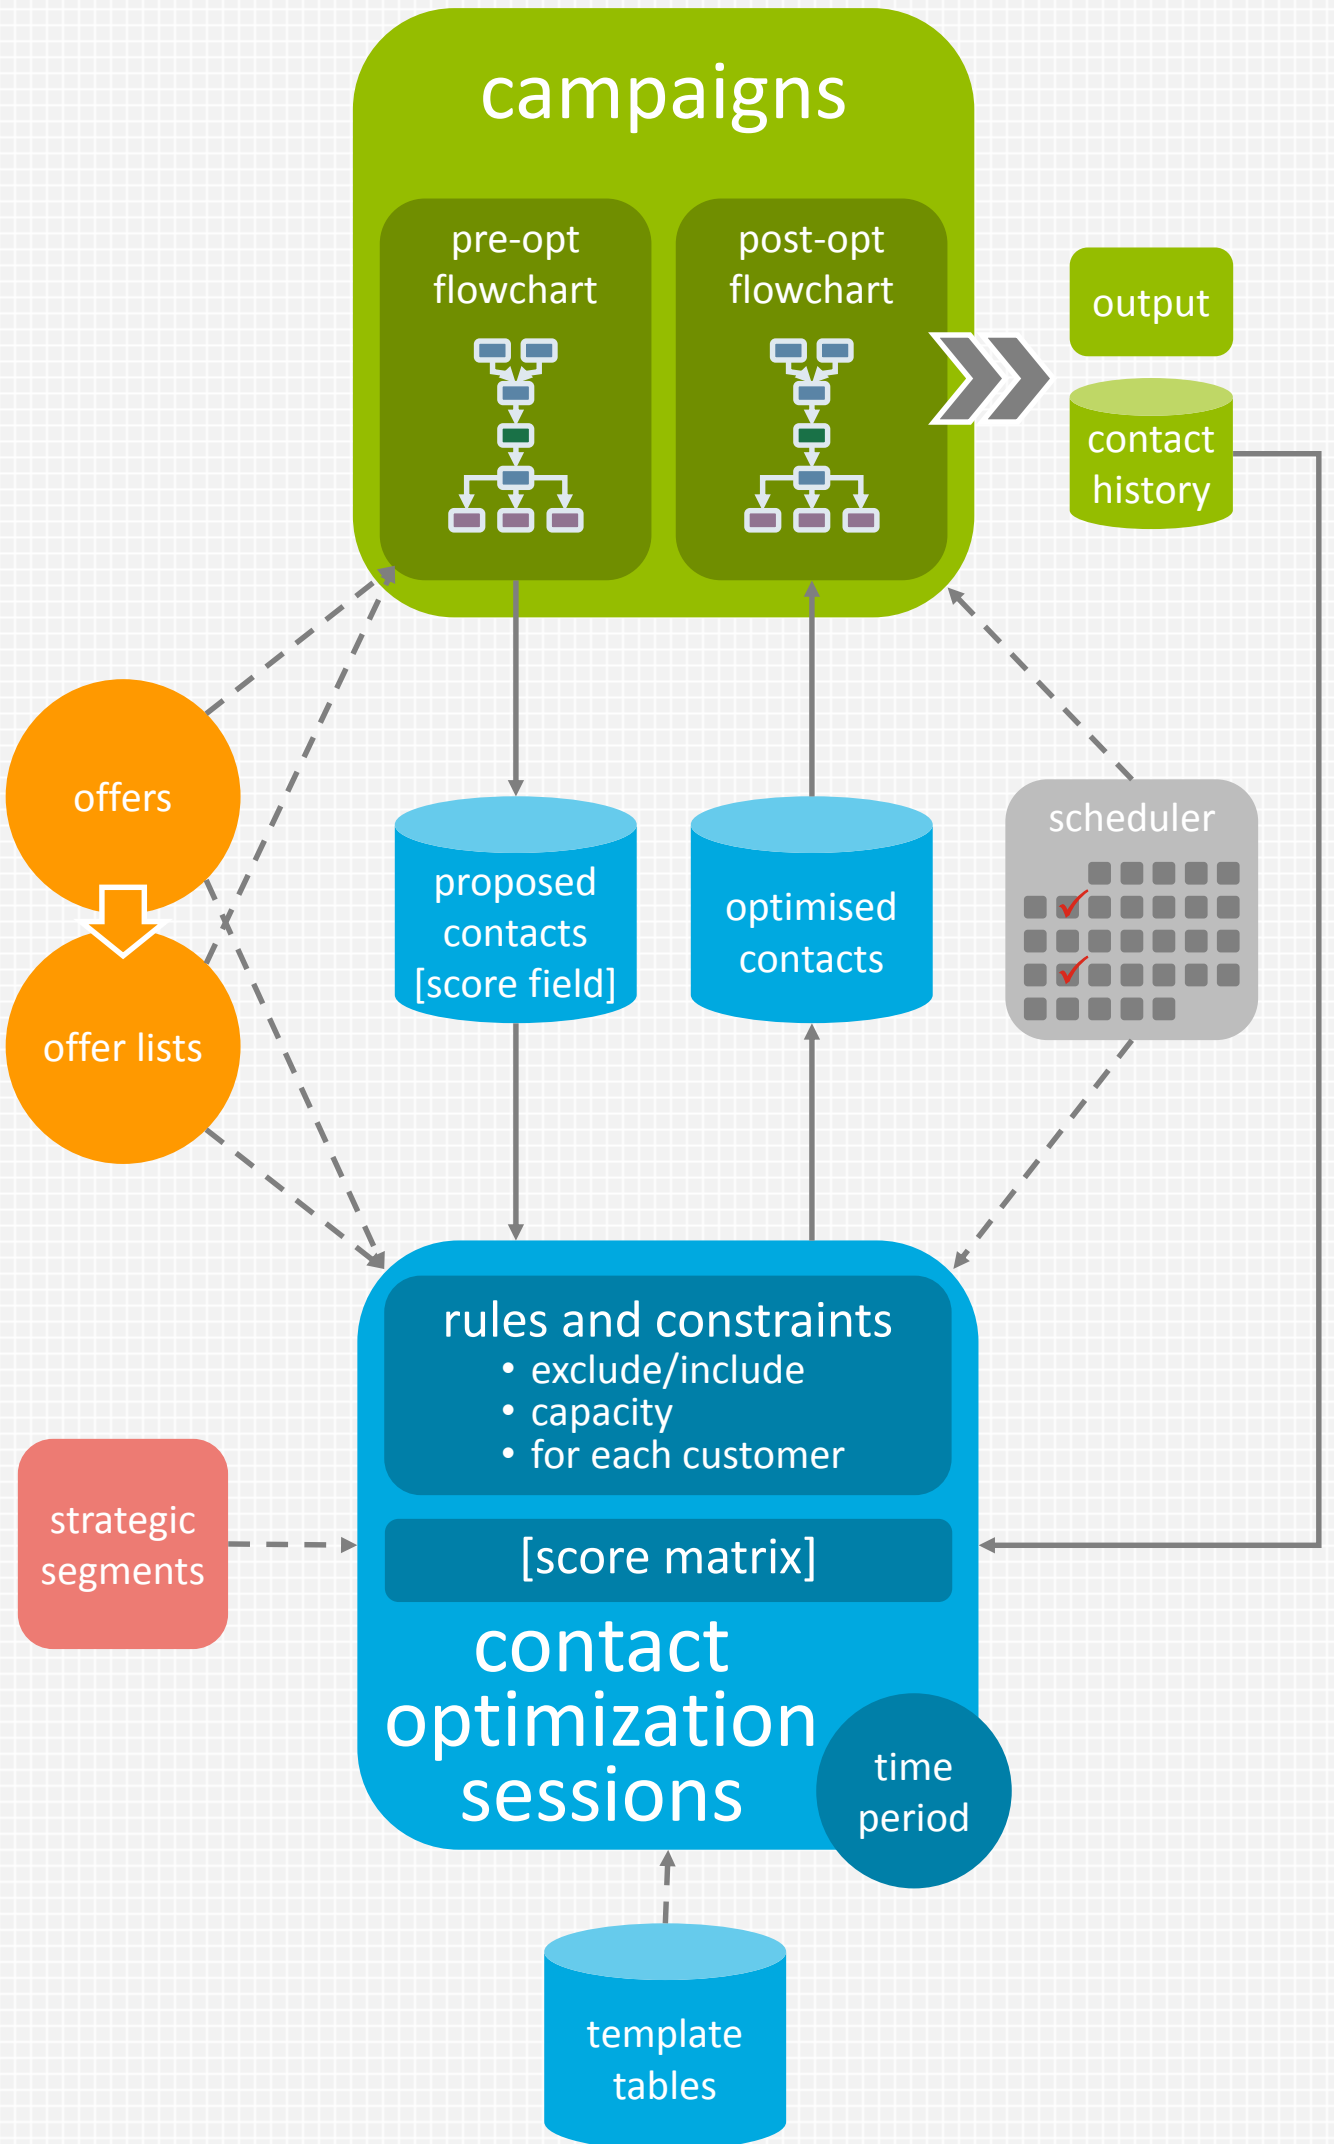 campaigns
pre-opt
flowchart
post-opt
flowchart
output
contact
history
offers
offer lists
proposed
contacts
[score field]
optimised
contacts
scheduler
rules and constraints
• exclude/include
• capacity
• for each customer
strategic
segments
[score matrix]
contact
optimization
sessions
time
period
template
tables